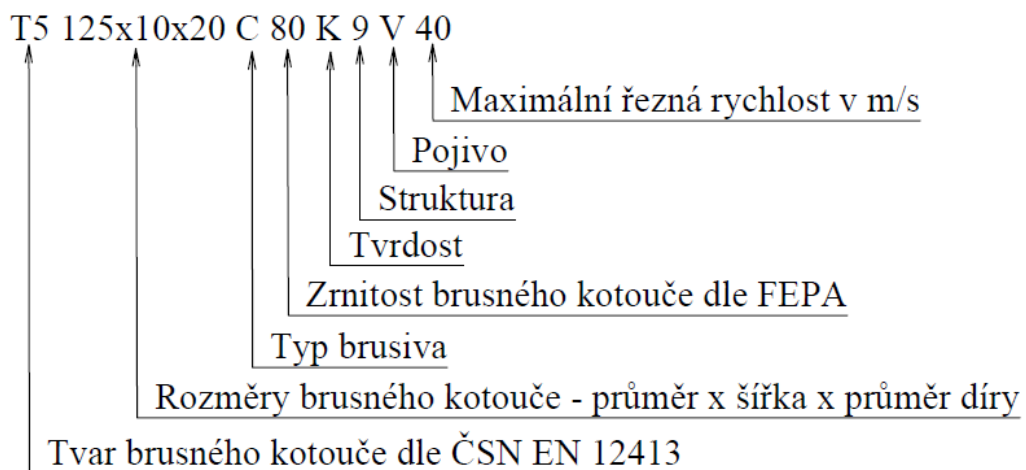 T5 125x10x20 C 80 K 9 V 40
Maximální řezná rychlost v m/s
Pojivo
Struktura
Tvrdost
Zrnitost brusného kotouče dle FEPA
Typ brusiva
Rozměry brusného kotouče - průměr x šířka x průměr díry
Tvar brusného kotouče dle ČSN EN 12413